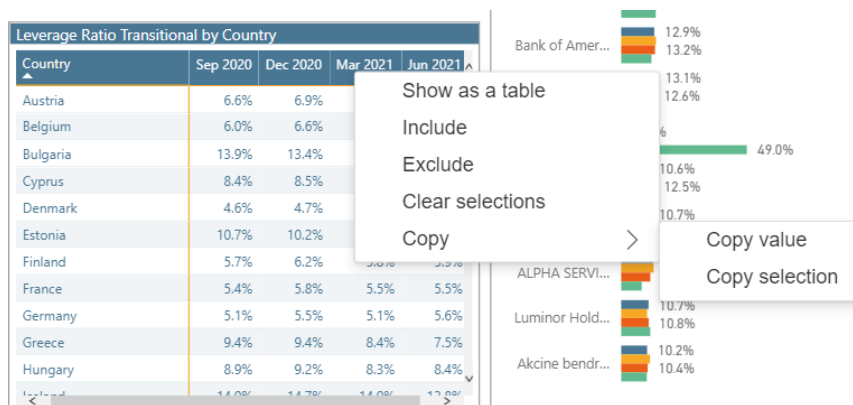 Leverage Ratio Transitional by Country
Country Sep 2020 Dec 2020 Mar 2021 Jun 2021
Austria 6.6% 6.9%
Belgium 6.0% 6.6%
Bulgaria 13.9% 13.4%
Cyprus 8.4% 8.5%
Denmark 4.6% 4.7%
Estonia 10.7% 10.2%
Finland 5.7% 6.2%
France 5.4% 5.8% 5.5% 5.5%
Germany 5.1% 5.5% 5.1% 5.6%
Greece 9.4% 9.4% 8.4% 7.5%
Hungary 8.9% 9.2% 8.3% 8.4%
Show as a table
Include
Exclude
Clear selections
Copy
Copy value
Copy selection
Bank of Amer... 12.9%
13.2%
13.1%
12.6%
49.0%
10.6%
12.5%
10.7%
ALPHA SERVI...
Luminor Hold... 10.7%
10.8%
Akcine bendr... 10.2%
10.4%